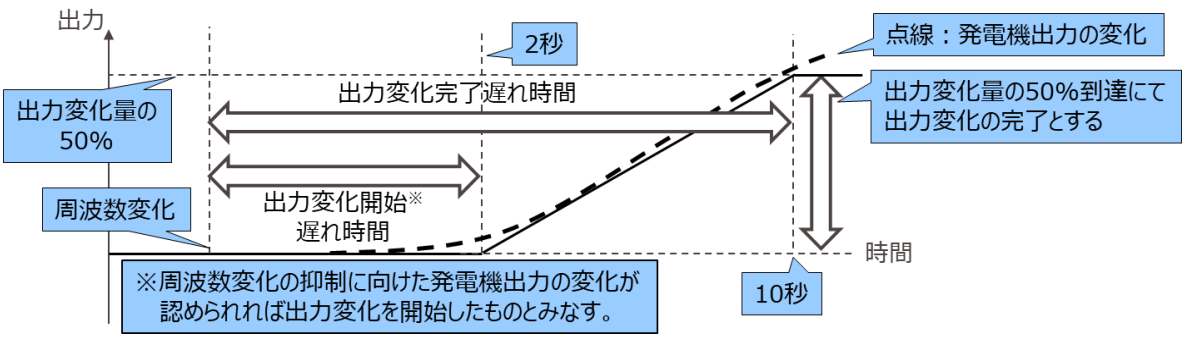 出力
2秒
点線：発電機出力の変化
出力変化量の
50%
出力変化完了遅れ時間
出力変化量の50%到達にて
出力変化の完了とする
周波数変化
出力変化開始※
遅れ時間
時間
※周波数変化の抑制に向けた発電機出力の変化が
認められれば出力変化を開始したものとみなす。
10秒